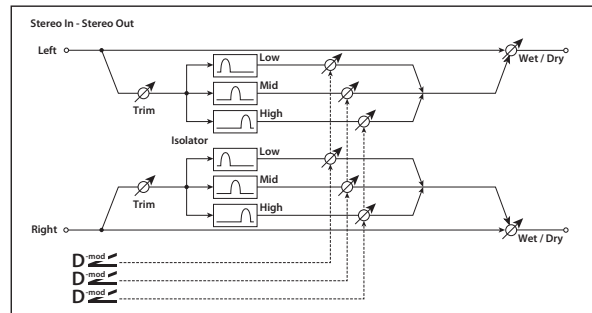 Stereo In - Stereo Out
Left
Low
Wet / Dry
Mid
Trim
High
Isolator
Low
Mid
Trim
High
Right
Wet / Dry
D-mod
D-mod
D-mod